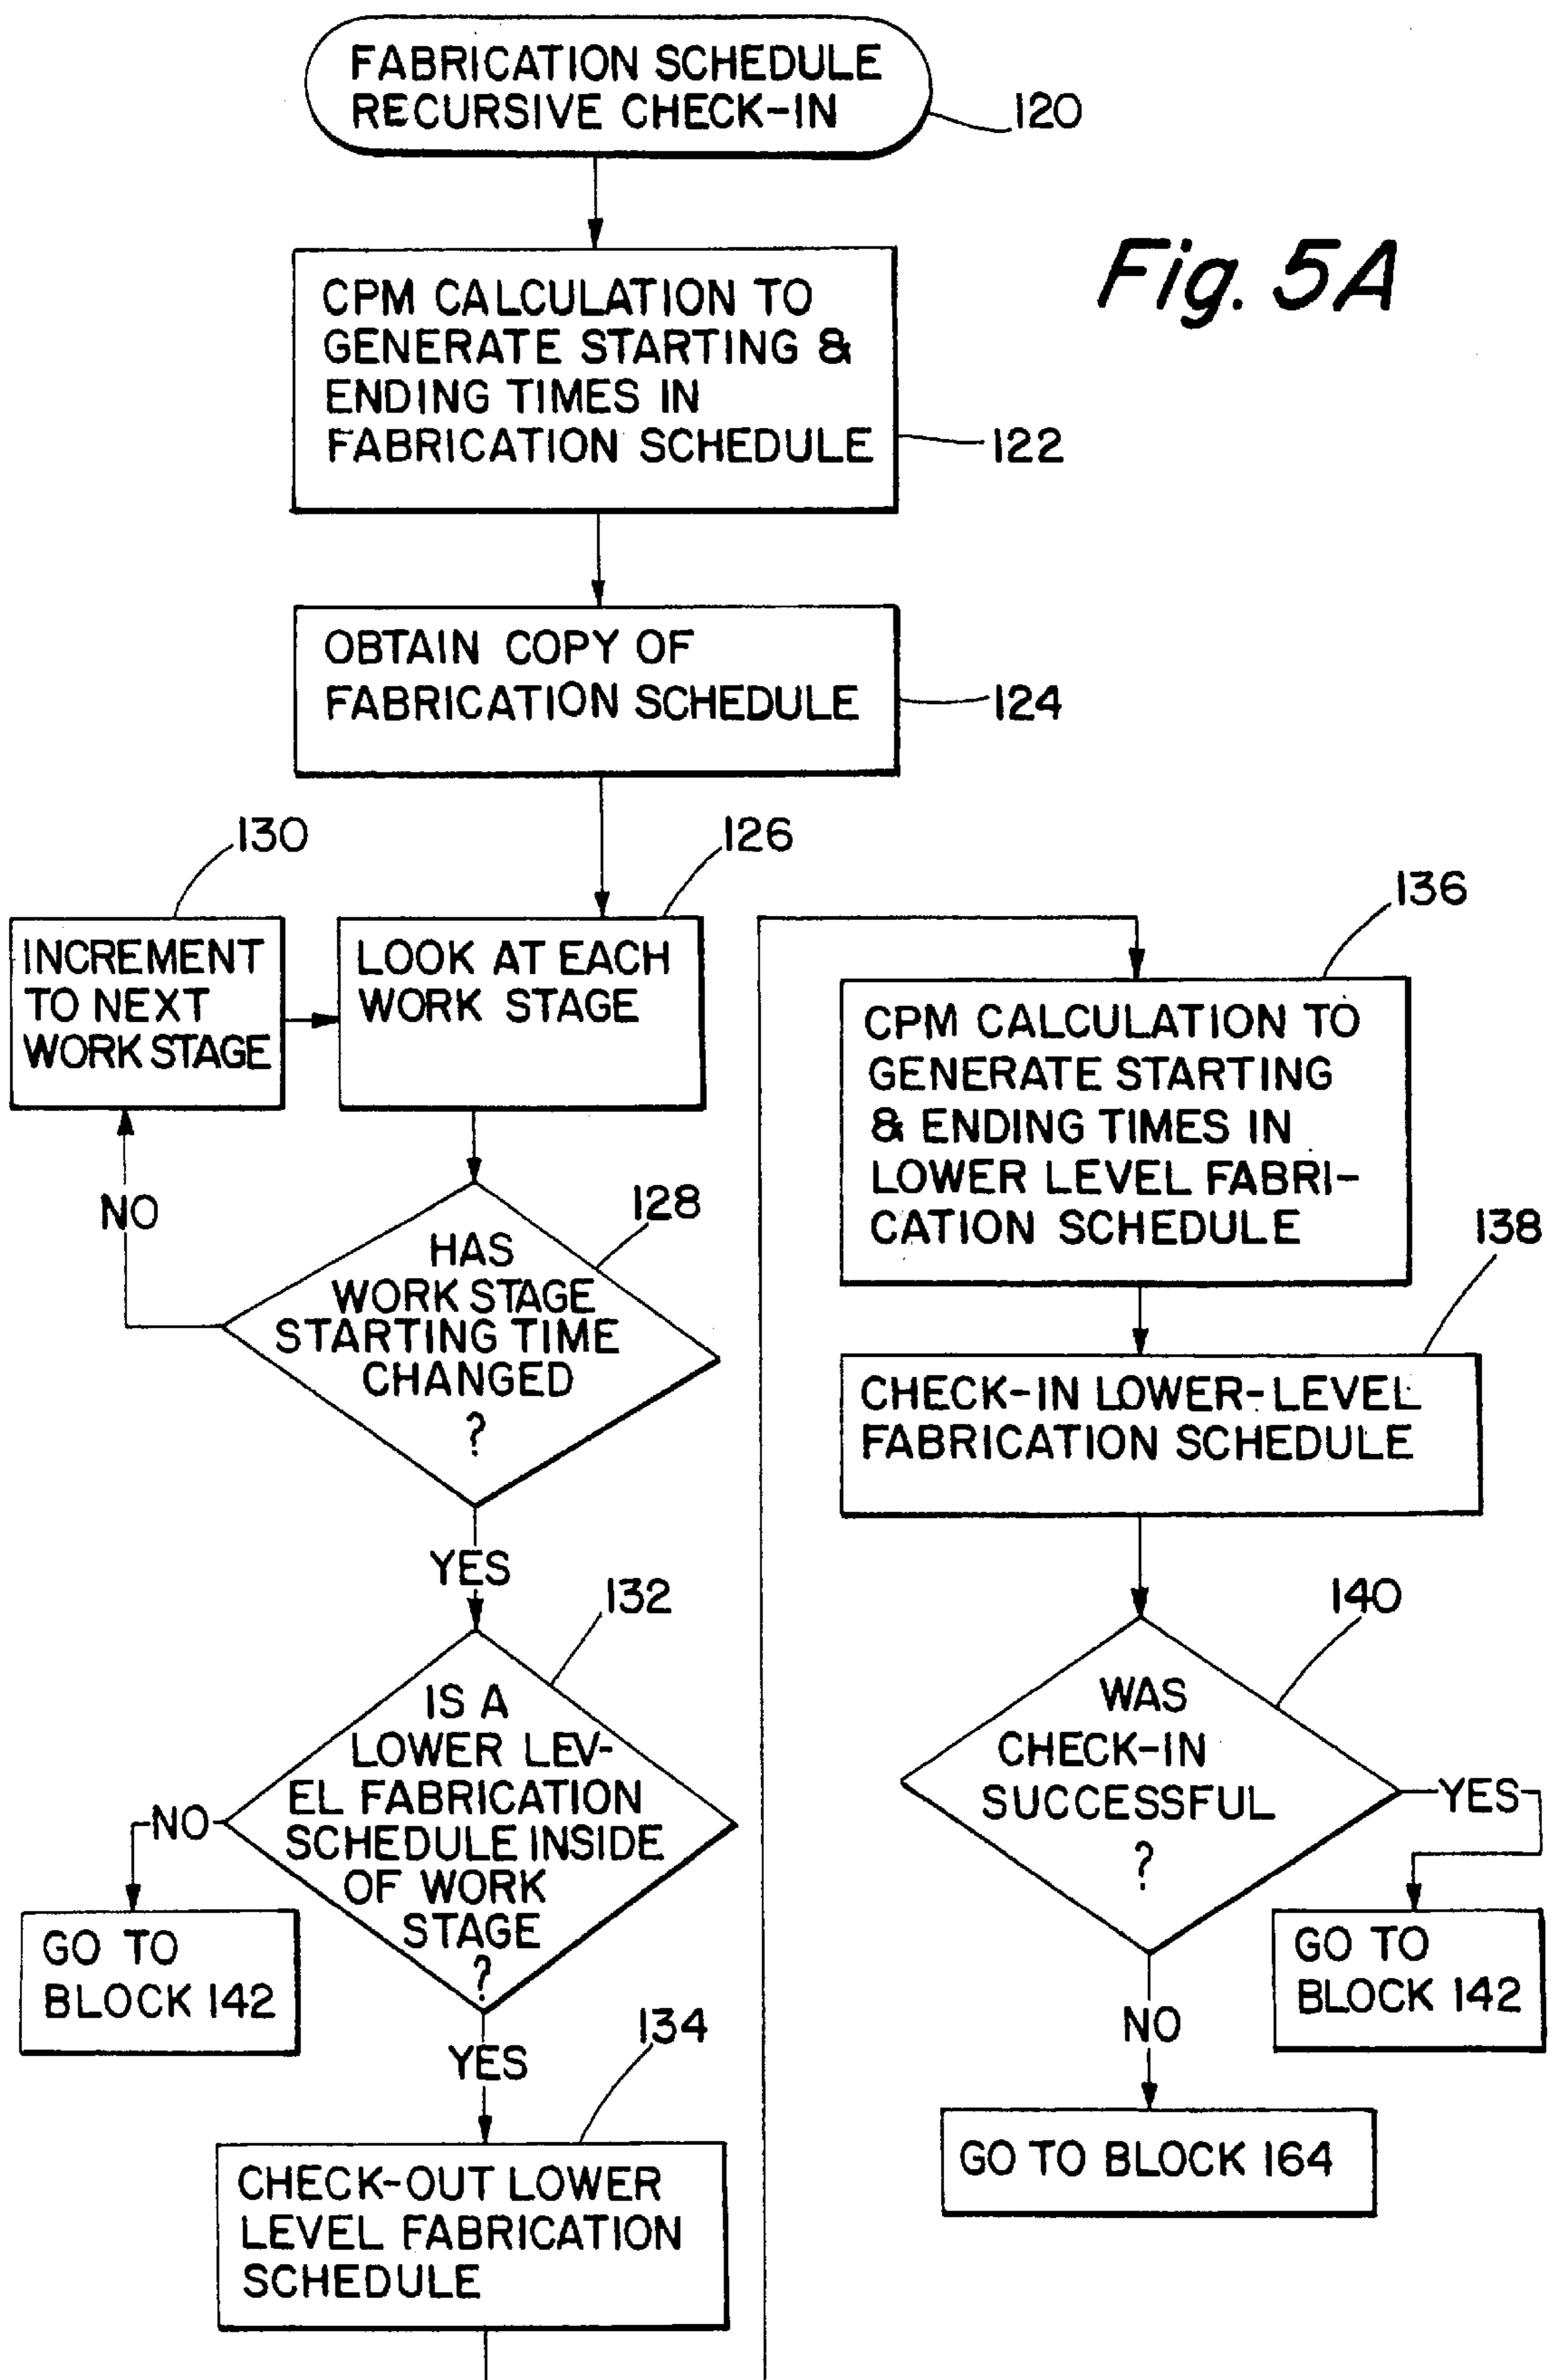 FABRICATION SCHEDULE
RECURSIVE CHECK-IN
120
Fig. 5A
CPM CALCULATION TO
GENERATE STARTING &
ENDING TIMES IN
FABRICATION SCHEDULE
122
OBTAIN COPY OF
FABRICATION SCHEDULE
124
130
126
INCREMENT
TO NEXT
WORK STAGE
LOOK AT EACH
WORK STAGE
NO
128
HAS
WORK STAGE
STARTING TIME
CHANGED
?
YES
132
IS A
LOWER LEV-
EL FABRICATION
SCHEDULE INSIDE
OF WORK
STAGE
?
NO
GO TO
BLOCK 142
YES
134
CHECK-OUT LOWER
LEVEL FABRICATION
SCHEDULE
136
CPM CALCULATION TO
GENERATE STARTING
& ENDING TIMES IN
LOWER LEVEL FABRI-
CATION SCHEDULE
138
CHECK-IN LOWER-LEVEL
FABRICATION SCHEDULE
140
WAS
CHECK-IN
SUCCESSFUL
?
YES
GO TO
BLOCK 142
NO
GO TO BLOCK 164